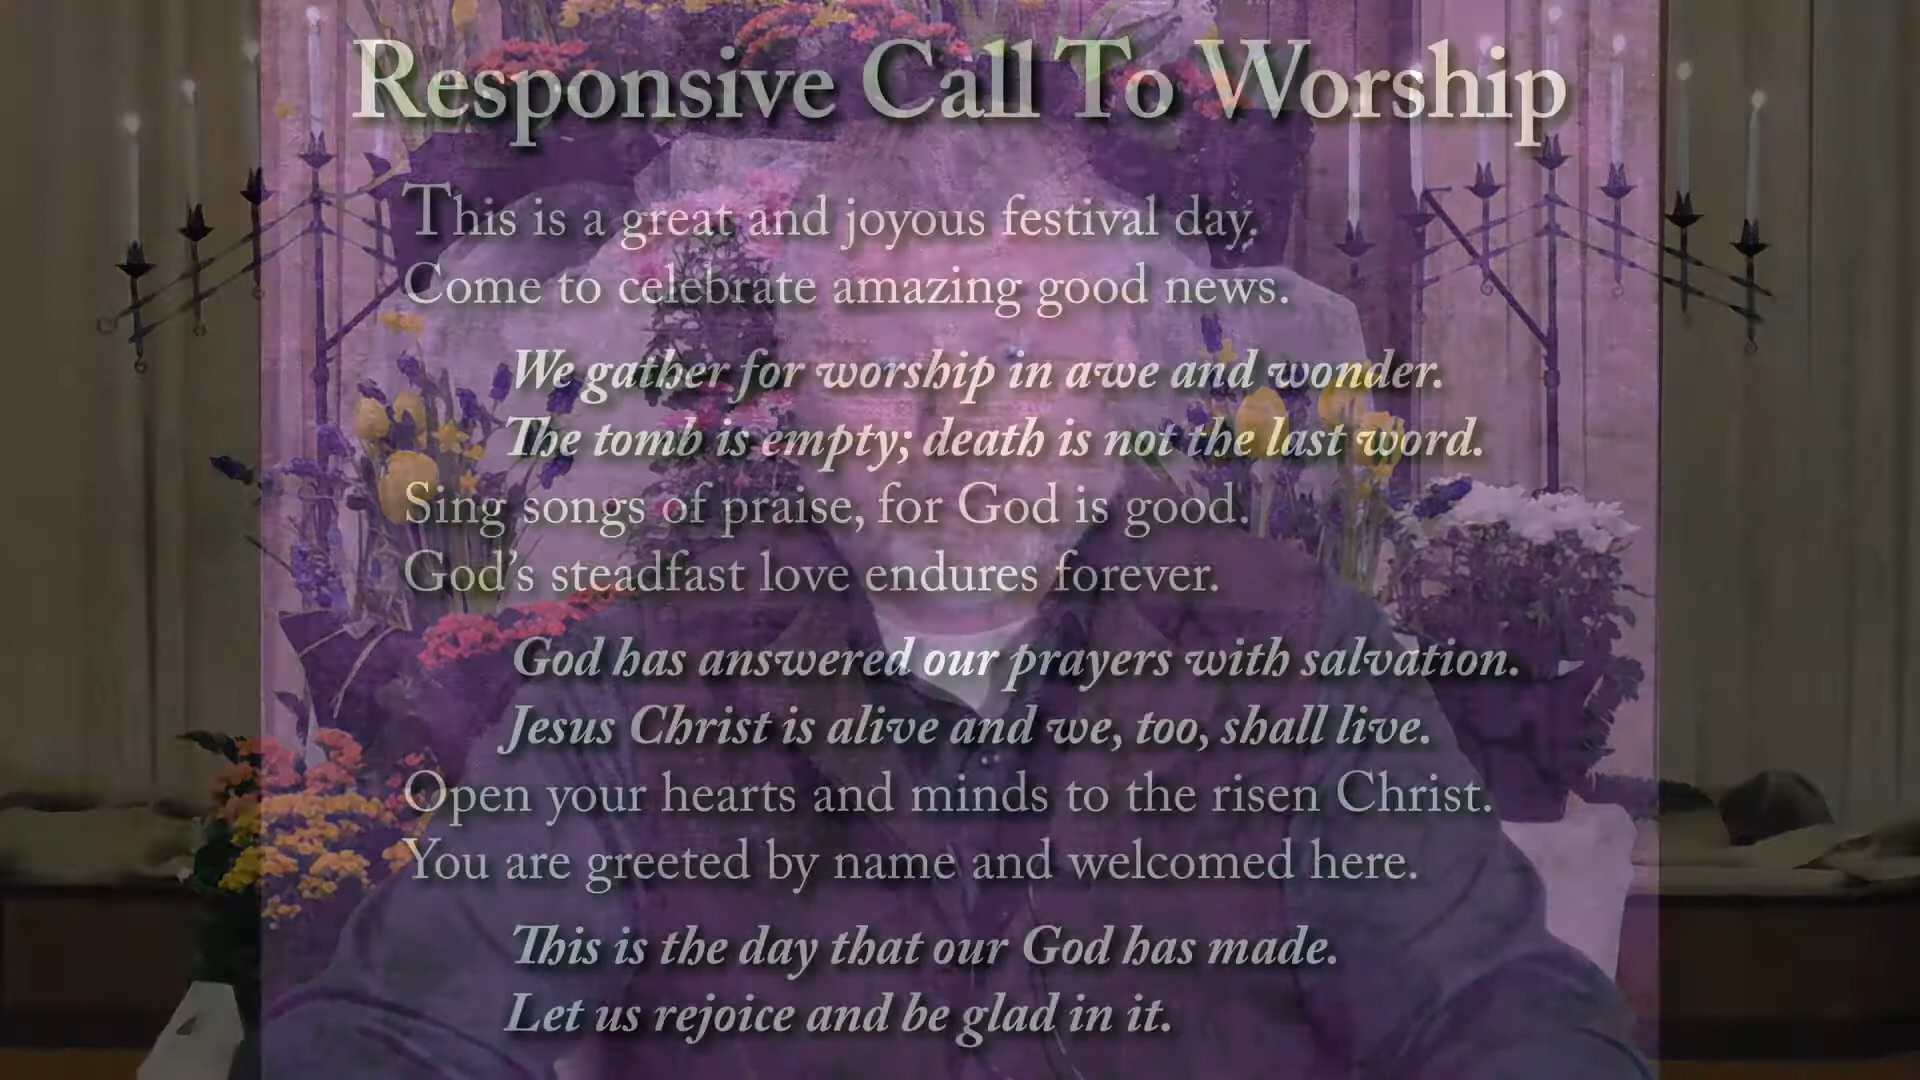 Responsive Call To Worship
This is a great and joyous festival day.
Come to celebrate amazing good news.
We gather for worship in awe and wonder.
The tomb is empty; death is not the last word.
Sing songs of praise, for God is good.
God's steadfast love endures forever.
God has answered our prayers with salvation.
Jesus Christ is alive and we, too, shall live.
Open your hearts and minds to the risen Christ.
You are greeted by name and welcomed here.
This is the day that our God has made.
Let us rejoice and be glad in it.